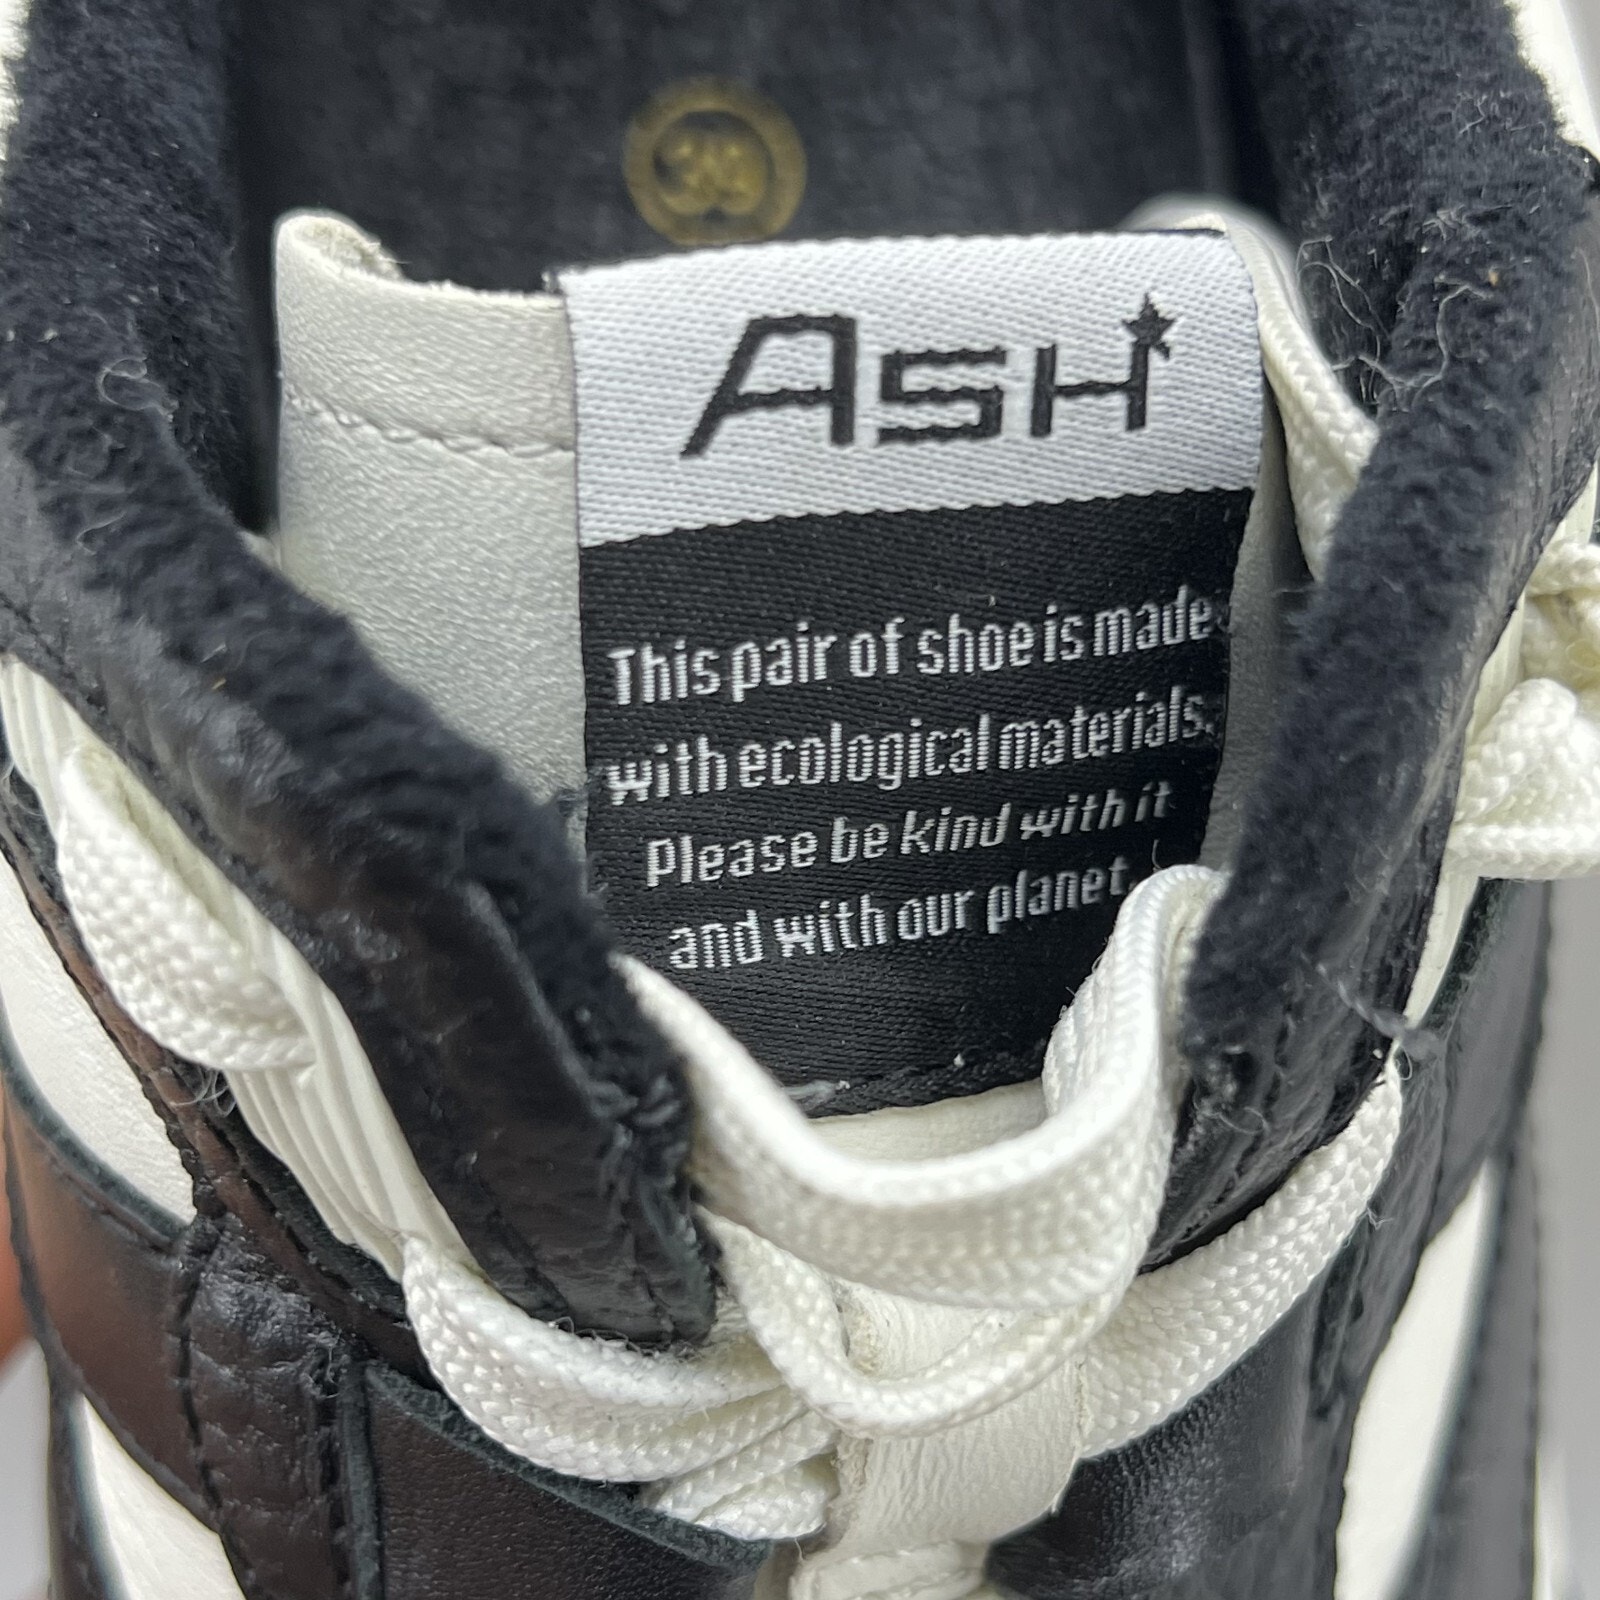 ASH
This pair of shoe is made
with ecological materials.
Please be kind with it
and with our planet.